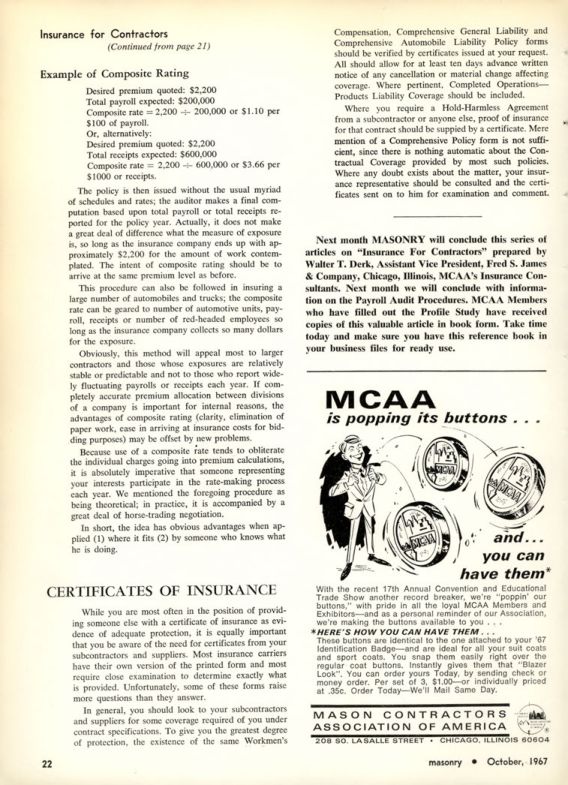 Insurance for Contractors
(Continued from page 21)
Example of Composite Rating
Desired premium quoted: $2,200
Total payroll expected: $200,000
Composite rate = 2,200 ÷ 200,000 or $1.10 per
$100 of payroll.
Or, alternatively:
Desired premium quoted: $2,200
Total receipts expected: $600,000
Composite rate = 2,200 ÷ 600,000 or $3.66 per
$1000 or receipts.
The policy is then issued without the usual myriad
of schedules and rates; the auditor makes a final com-
putation based upon total payroll or total receipts re-
ported for the policy year. Actually, it does not make
a great deal of difference what the measure of exposure
is, so long as the insurance company ends up with ap-
proximately $2,200 for the amount of work contem-
plated. The intent of composite rating should be to
arrive at the same premium level as before.
This procedure can also be followed in insuring a
large number of automobiles and trucks; the composite
rate can be geared to number of automotive units, pay-
roll, receipts or number of red-headed employees so
long as the insurance company collects so many dollars
for the exposure.
Obviously, this method will appeal most to larger
contractors and those whose exposures are relatively
stable or predictable and not to those who report wide-
ly fluctuating payrolls or receipts each year. If com-
pletely accurate premium allocation between divisions
of a company is important for internal reasons, the
advantages of composite rating (clarity, elimination of
paper work, ease in arriving at insurance costs for bid-
ding purposes) may be offset by new problems.
Because use of a composite rate tends to obliterate
the individual charges going into premium calculations,
it is absolutely imperative that someone representing
your interests participate in the rate-making process
each year. We mentioned the foregoing procedure as
being theoretical; in practice, it is accompanied by a
great deal of horse-trading negotiation.
In short, the idea has obvious advantages when ap-
plied (1) where it fits (2) by someone who knows what
he is doing.
CERTIFICATES OF INSURANCE
While you are most often in the position of provid-
ing someone else with a certificate of insurance as evi-
dence of adequate protection, it is equally important
that you be aware of the need for certificates from your
subcontractors and suppliers. Most insurance carriers
have their own version of the printed form and most
require close examination to determine exactly what
is provided. Unfortunately, some of these forms raise
more questions than they answer.
In general, you should look to your subcontractors
and suppliers for some coverage required of you under
contract specifications. To give you the greatest degree
of protection, the existence of the same Workmen's
Compensation, Comprehensive General Liability and
Comprehensive Automobile Liability Policy forms
should be verified by certificates issued at your request.
All should allow for at least ten days advance written
notice of any cancellation or material change affecting
coverage. Where pertinent, Completed Operations—
Products Liability Coverage should be included.
Where you require a Hold-Harmless Agreement
from a subcontractor or anyone else, proof of insurance
for that contract should be suppied by a certificate. Mere
mention of a Comprehensive Policy form is not suffi-
cient, since there is nothing automatic about the Con-
tractual Coverage provided by most such policies.
Where any doubt exists about the matter, your insur-
ance representative should be consulted and the certi-
ficates sent on to him for examination and comment.
Next month MASONRY will conclude this series of
articles on "Insurance For Contractors" prepared by
Walter T. Derk, Assistant Vice President, Fred S. James
& Company, Chicago, Illinois, MCAA's Insurance Con-
sultants. Next month we will conclude with informa-
tion on the Payroll Audit Procedures. MCAA Members
who have filled out the Profile Study have received
copies of this valuable article in book form. Take time
today and make sure you have this reference book in
your business files for ready use.
MCAA
is popping its buttons . . .
MCAA
MCAA
MCAA
and...
you can
have them*
With the recent 17th Annual Convention and Educational
Trade Show another record breaker, we're "poppin' our
buttons," with pride in all the loyal MCAA Members and
Exhibitors—and as a personal reminder of our Association,
we're making the buttons available to you . . .
*HERE'S HOW YOU CAN HAVE THEM . . .
These buttons are identical to the one attached to your '67
Identification Badge—and are ideal for all your suit coats
and sport coats. You snap them easily right over the
regular coat buttons. Instantly gives them that "Blazer
Look". You can order yours Today, by sending check or
money order. Per set of 3, $1.00—or individually priced
at .35c. Order Today—We'll Mail Same Day.
MASON CONTRACTORS
ASSOCIATION OF AMERICA
208 SO. LASALLE STREET • CHICAGO, ILLINOIS 60604
22
masonry • October, 1967